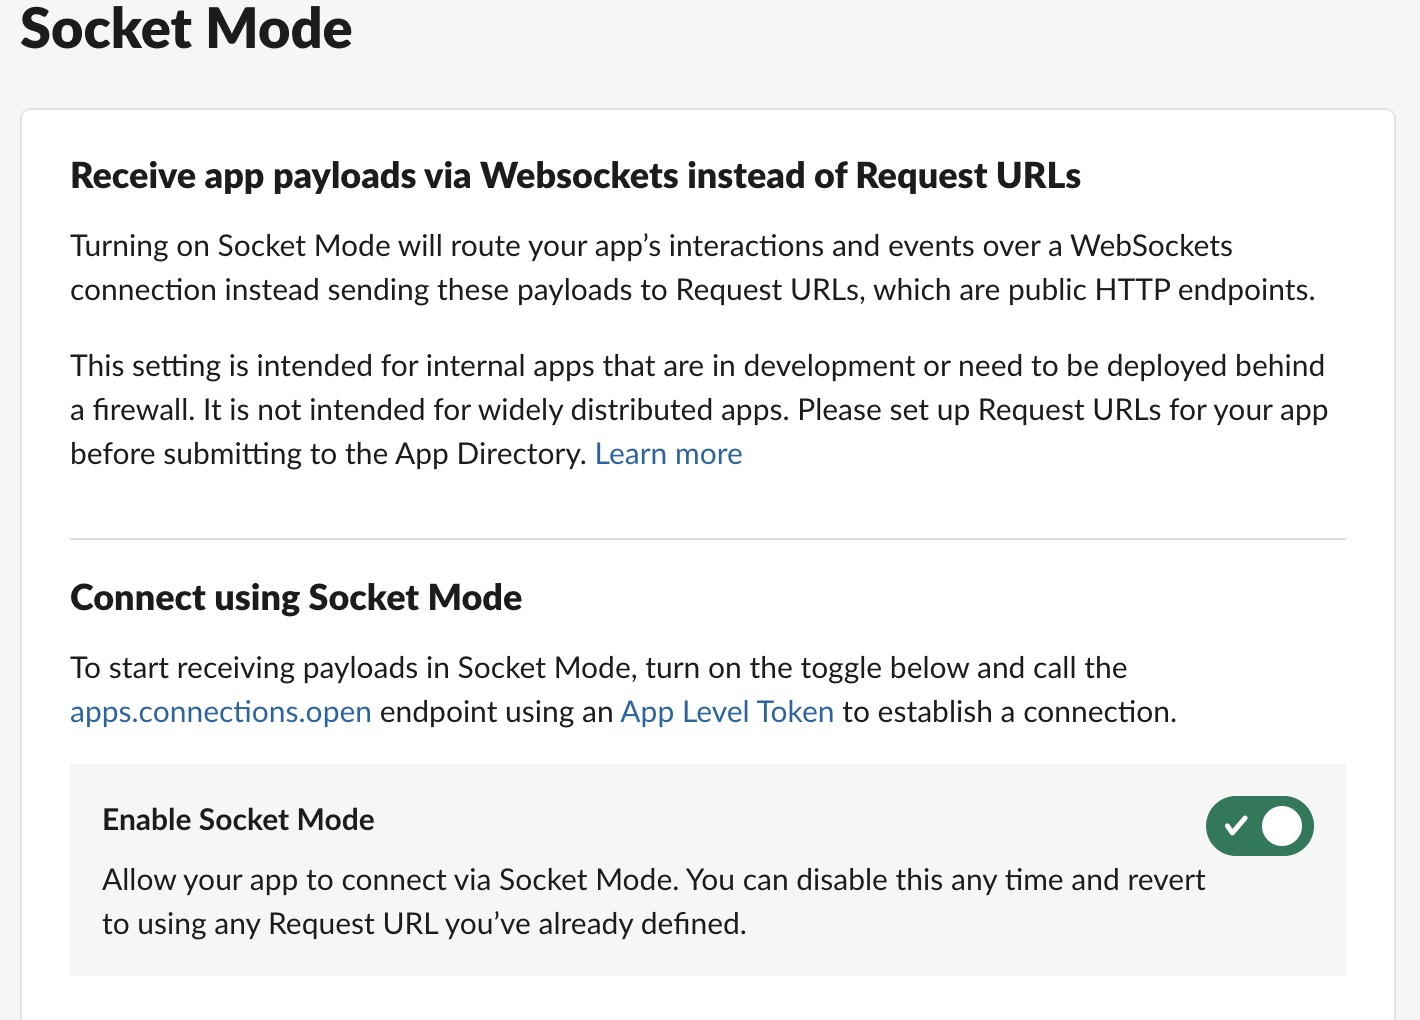 Socket Mode
Receive app payloads via Websockets instead of Request URLs
Turning on Socket Mode will route your app’s interactions and events over a WebSockets
connection instead sending these payloads to Request URLs, which are public HTTP endpoints.
This setting is intended for internal apps that are in development or need to be deployed behind
a firewall. It is not intended for widely distributed apps. Please set up Request URLs for your app
before submitting to the App Directory. Learn more
Connect using Socket Mode
To start receiving payloads in Socket Mode, turn on the toggle below and call the
apps.connections.open endpoint using an App Level Token to establish a connection.
Enable Socket Mode
Allow your app to connect via Socket Mode. You can disable this any time and revert
to using any Request URL you’ve already defined.